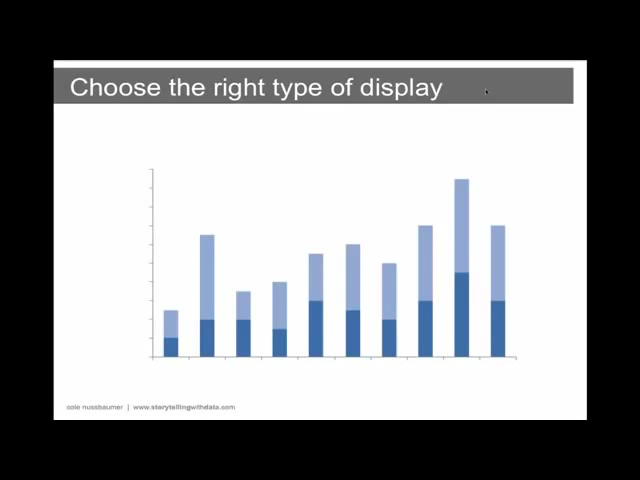 Choose the right type of display
cole nussbaumer | www.storytellingwithdata.com